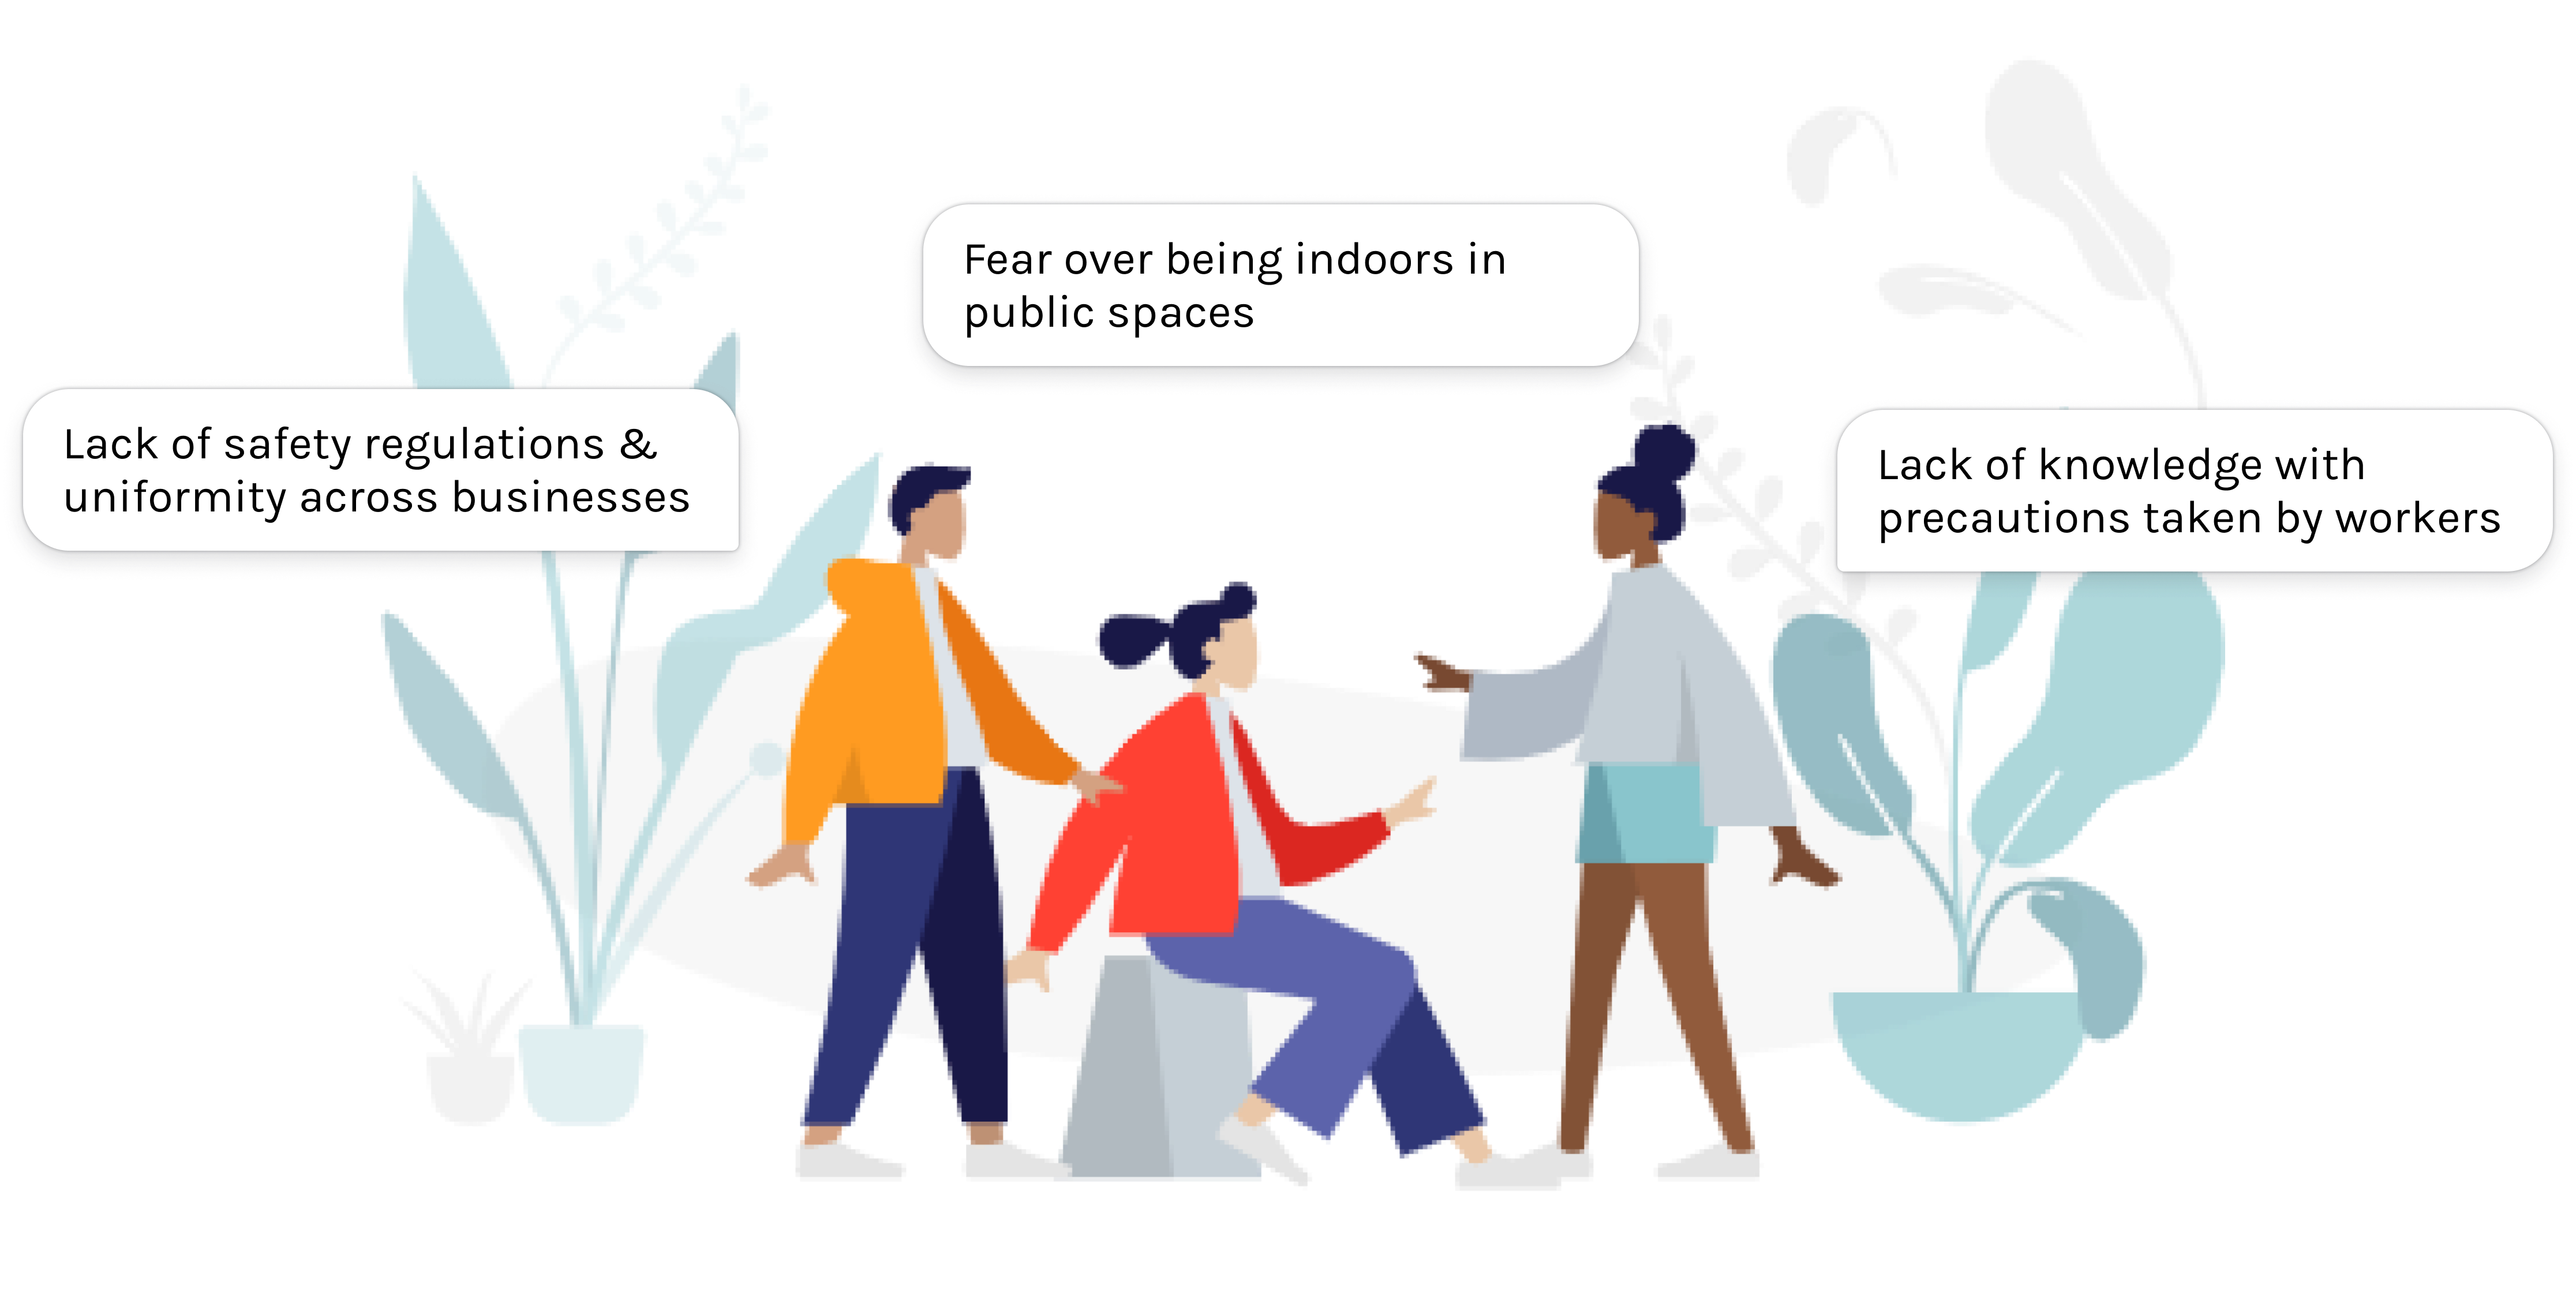 Fear over being indoors in
public spaces
Lack of safety regulations &
uniformity across businesses
Lack of knowledge with
precautions taken by workers